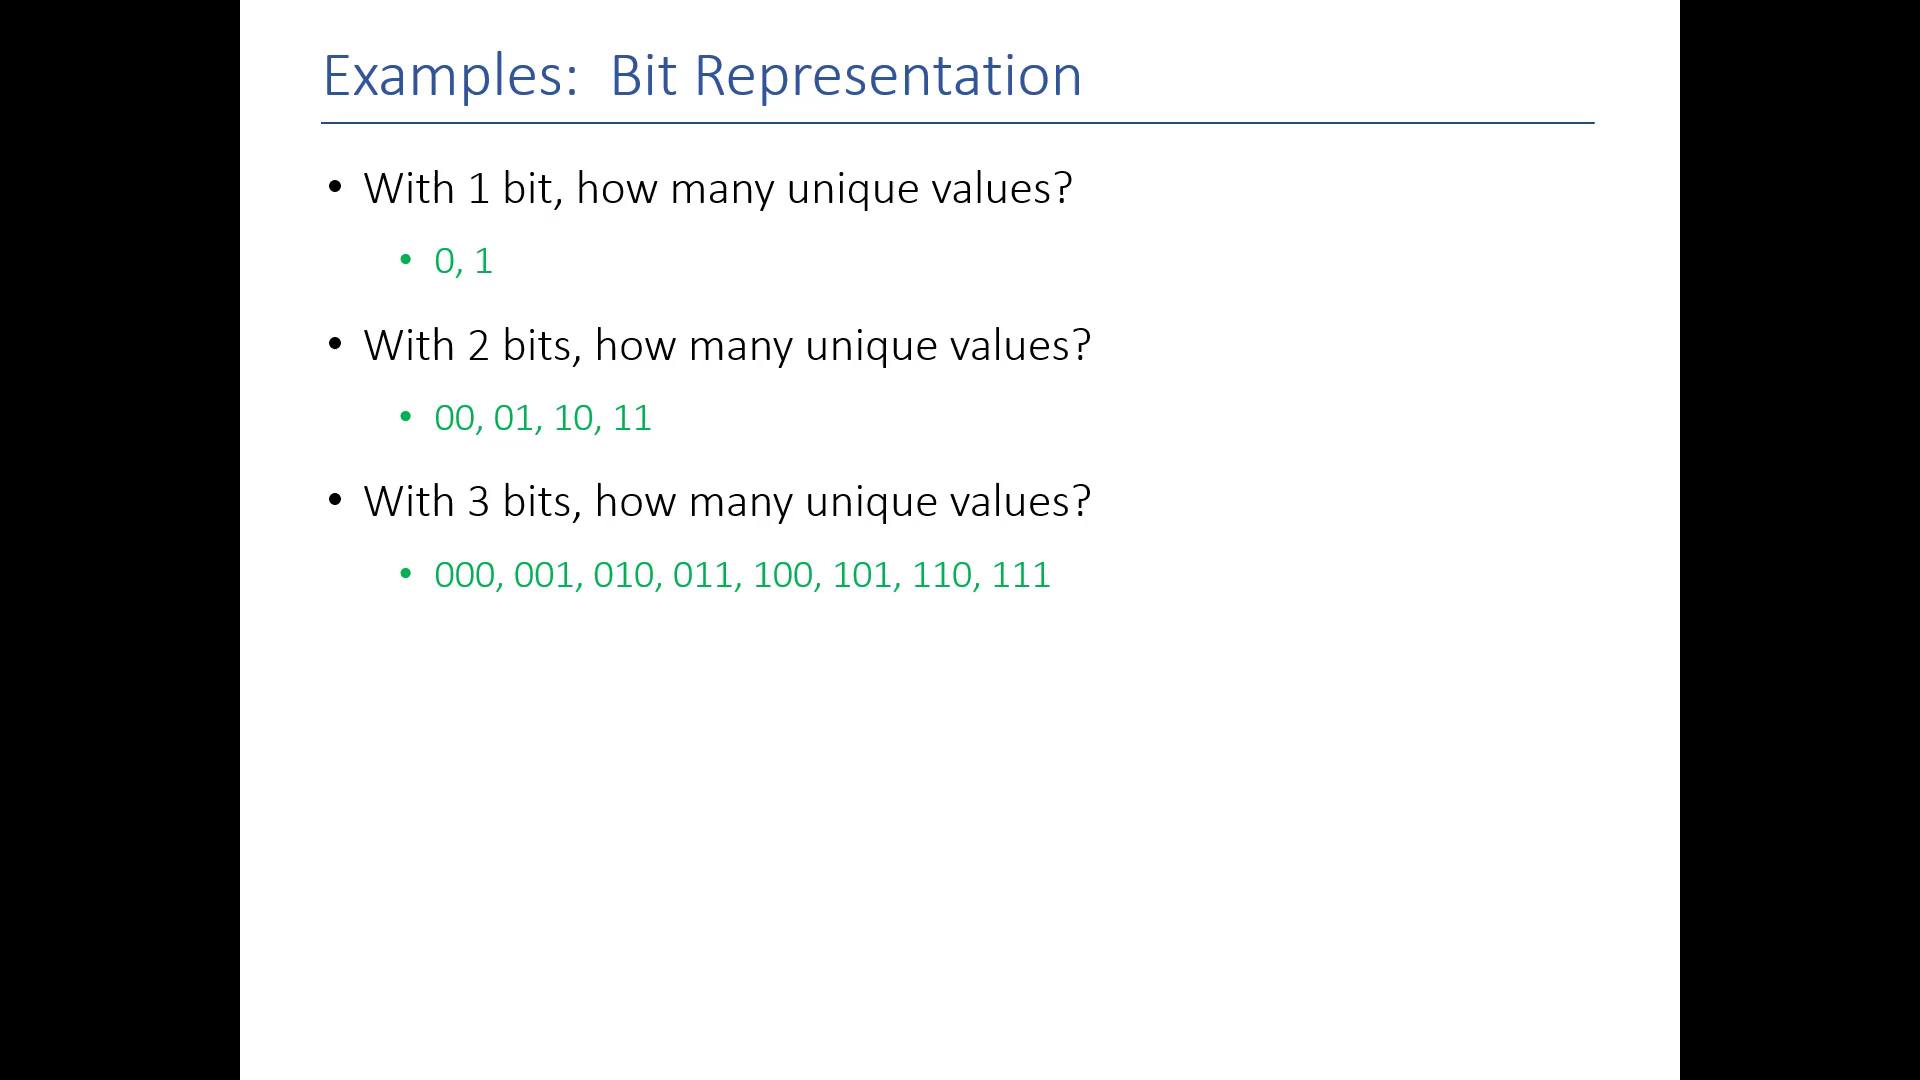 Examples: Bit Representation
• With 1 bit, how many unique values?
• 0, 1
• With 2 bits, how many unique values?
• 00, 01, 10, 11
• With 3 bits, how many unique values?
• 000, 001, 010, 011, 100, 101, 110, 111